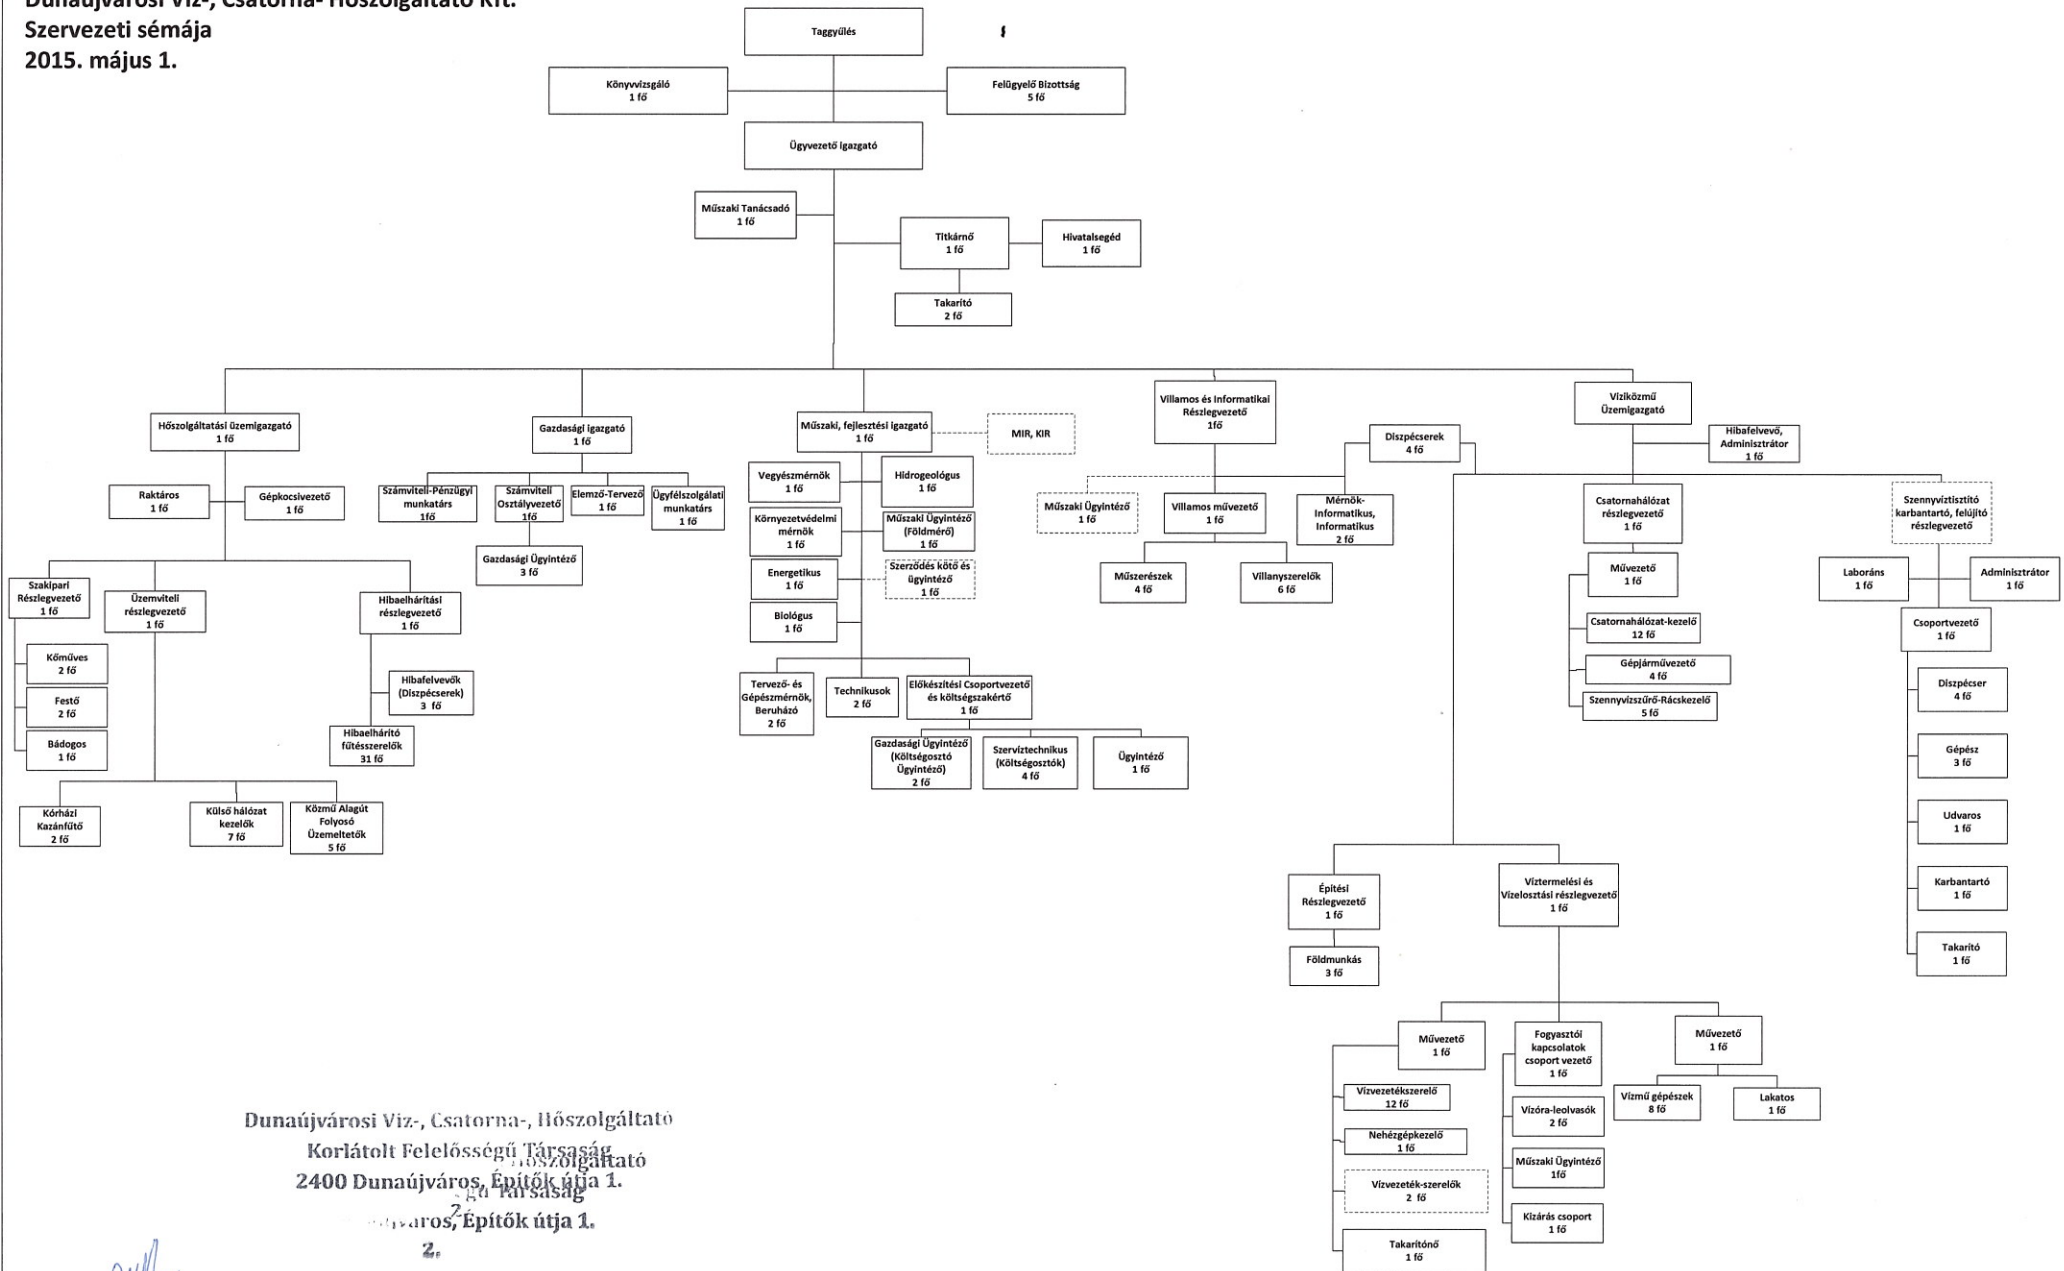 Dunaújvárosi Víz-, Csatorna- Hőszolgáltató Kft.
Szervezeti sémája
2015. május 1.
Taggyűlés
Könyvvizsgáló
1 fő
Felügyelő Bizottság
5 fő
Ügyvezető igazgató
Műszaki Tanácsadó
1 fő
Titkárnő
1 fő
Hivatalsegéd
1 fő
Takarító
2 fő
Hőszolgáltatási üzemigazgató
1 fő
Gazdasági igazgató
1 fő
Műszaki, fejlesztési igazgató
1 fő
MIR, KIR
Villamos és Informatikai
Részlegvezető
1fő
Diszpécserek
4 fő
Víziközmű
Üzemigazgató
Hibafelvevő,
Adminisztrátor
1 fő
Raktáros
1 fő
Gépkocsivezető
1 fő
Számviteli-Pénzügyi
munkatárs
1fő
Számviteli
Osztályvezető
1fő
Elemző-Tervező
1 fő
Ügyfélszolgálati
munkatárs
1 fő
Gazdasági Ügyintéző
3 fő
Vegyészmérnök
1 fő
Hidrogeológus
1 fő
Környezetvédelmi
mérnök
1 fő
Műszaki Ügyintéző
(Földmérő)
1 fő
Energetikus
1 fő
Szerződés kötő és
ügyintéző
1 fő
Biológus
1 fő
Műszaki Ügyintéző
1 fő
Villamos művezető
1 fő
Mérnök-
Informatikus,
Informatikus
2 fő
Műszerészek
4 fő
Villanyszerelők
6 fő
Csatornahálózat
részlegvezető
1 fő
Művezető
1 fő
Csatornahálózat-kezelő
12 fő
Gépjárművezető
4 fő
Szennyvízszűrő-Rácskezelő
5 fő
Szennyvíztisztító
karbantartó, felújító
részlegvezető
Laboráns
1 fő
Adminisztrátor
1 fő
Csoportvezető
1 fő
Diszpécser
4 fő
Gépész
3 fő
Udvaros
1 fő
Karbantartó
1 fő
Takarító
1 fő
Szakipari
Részlegvezető
1 fő
Üzemviteli
részlegvezető
1 fő
Hibaelhárítási
részlegvezető
1 fő
Kőműves
2 fő
Festő
2 fő
Bádogos
1 fő
Hibafelvevők
(Diszpécserek)
3 fő
Hibaelhárító
fűtésszerelők
31 fő
Kórházi
Kazánfűtő
2 fő
Külső hálózat
kezelők
7 fő
Közmű Alagút
Folyosó
Üzemeltetők
5 fő
Tervező- és
Gépészmérnök,
Beruházó
2 fő
Technikusok
2 fő
Előkészítési Csoportvezető
és költségszakértő
1 fő
Gazdasági Ügyintéző
(Költségosztó
Ügyintéző)
2 fő
Szerviztechnikus
(Költségosztók)
4 fő
Ügyintéző
1 fő
Építési
Részlegvezető
1 fő
Földmunkás
3 fő
Víztermelési és
Vízelosztási részlegvezető
1 fő
Művezető
1 fő
Vízvezetékszerelő
12 fő
Nehézgépkezelő
1 fő
Vízvezeték-szerelők
2 fő
Takarítónő
1 fő
Fogyasztói
kapcsolatok
csoport vezető
1 fő
Vízóra-leolvasók
2 fő
Műszaki Ügyintéző
1fő
Kizárás csoport
1 fő
Művezető
1 fő
Vízmű gépészek
8 fő
Lakatos
1 fő
Dunaújvárosi Víz-, Csatorna-, Hőszolgáltató
Korlátolt Felelősségű Társaság
2400 Dunaújváros, Építők útja 1.
2.
Hőszolgáltató
Társaság
Építők útja 1.
2.